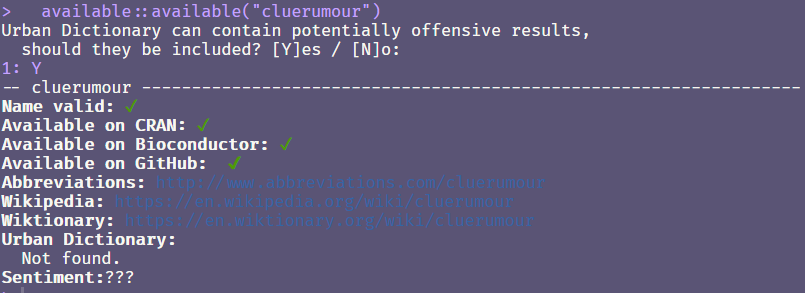 >   available::available("cluerumour")
Urban Dictionary can contain potentially offensive results,
  should they be included? [Y]es / [N]o:
1: Y
-- cluerumour ------------------------------------------------------------------
Name valid: ✔
Available on CRAN: ✔
Available on Bioconductor: ✔
Available on GitHub:  ✔
Abbreviations: http://www.abbreviations.com/cluerumour
Wikipedia: https://en.wikipedia.org/wiki/cluerumour
Wiktionary: https://en.wiktionary.org/wiki/cluerumour
Urban Dictionary:
  Not found.
Sentiment:???